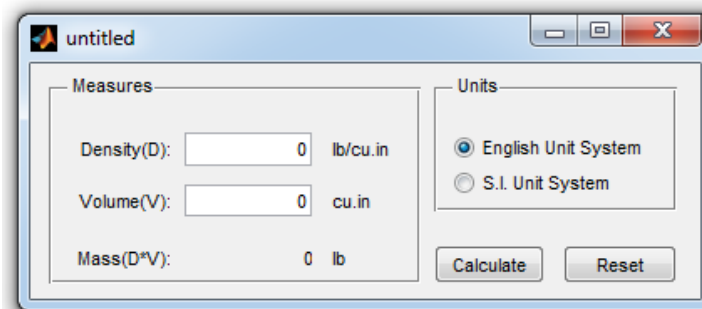 untitled
Measures
Density(D): 0 lb/cu.in
Volume(V): 0 cu.in
Mass(D*V): 0 lb
Units
English Unit System
S.I. Unit System
Calculate Reset